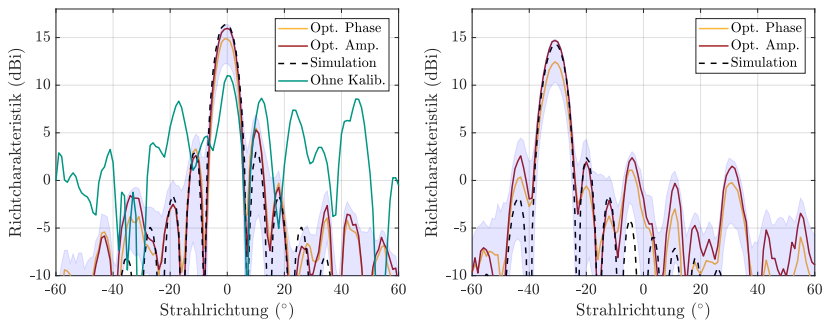 Richtcharakteristik (dBi)
15
10
5
0
-5
-10
-60
-40
-20
0
20
40
60
Strahlrichtung (°)
Opt. Phase
Opt. Amp.
Simulation
Ohne Kalib.
Richtcharakteristik (dBi)
15
10
5
0
-5
-10
-60
-40
-20
0
20
40
60
Strahlrichtung (°)
Opt. Phase
Opt. Amp.
Simulation